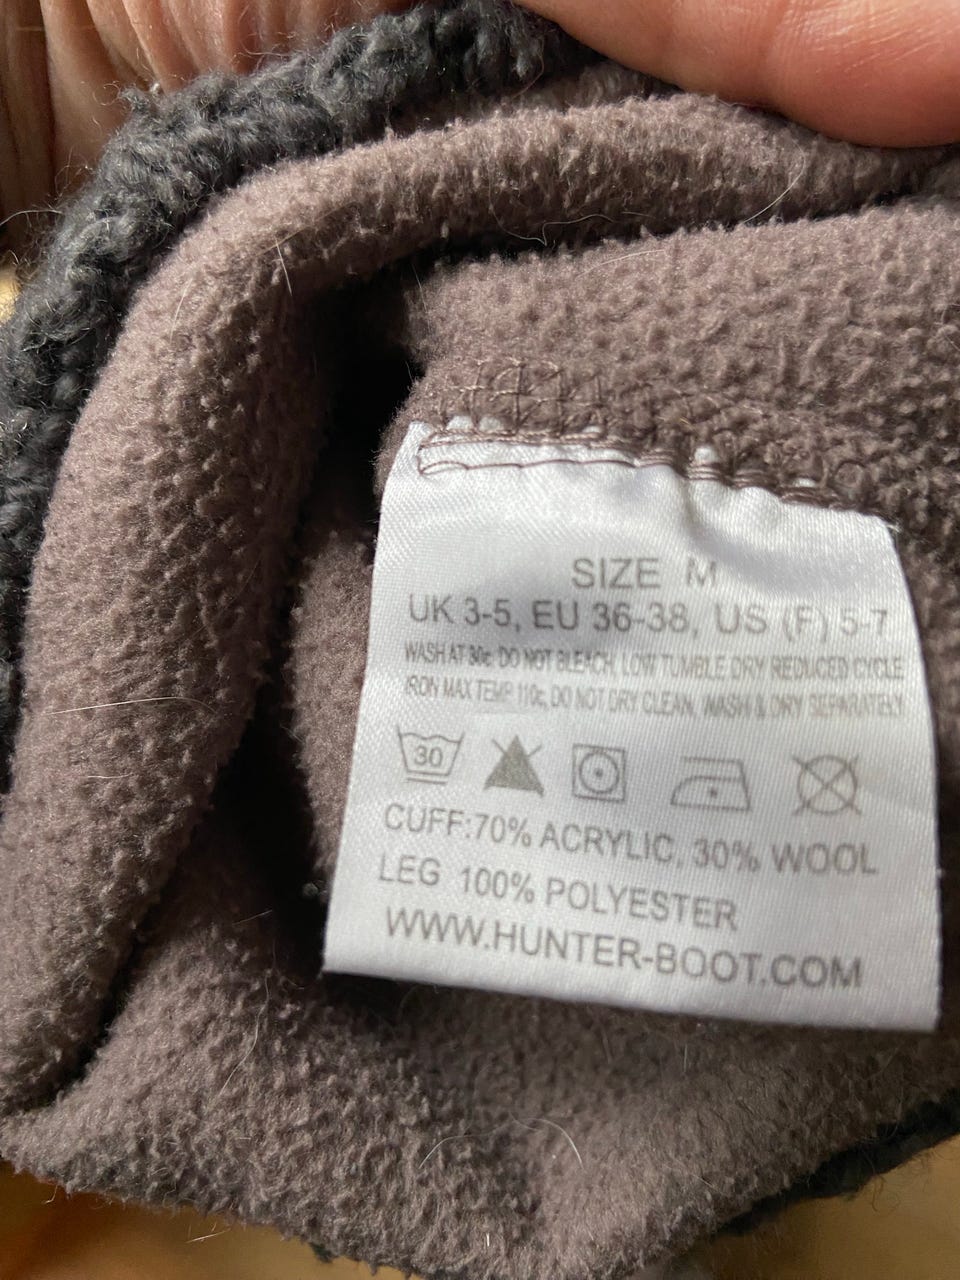 SIZE M
UK 3-5, EU 36-38, US (F) 5-7
WASH AT 30c, DO NOT BLEACH, LOW TUMBLE DRY REDUCED CYCLE
IRON MAX TEMP 110c, DO NOT DRY CLEAN, WASH & DRY SEPARATELY
30
CUFF:70% ACRYLIC, 30% WOOL
LEG 100% POLYESTER
WWW.HUNTER-BOOT.COM